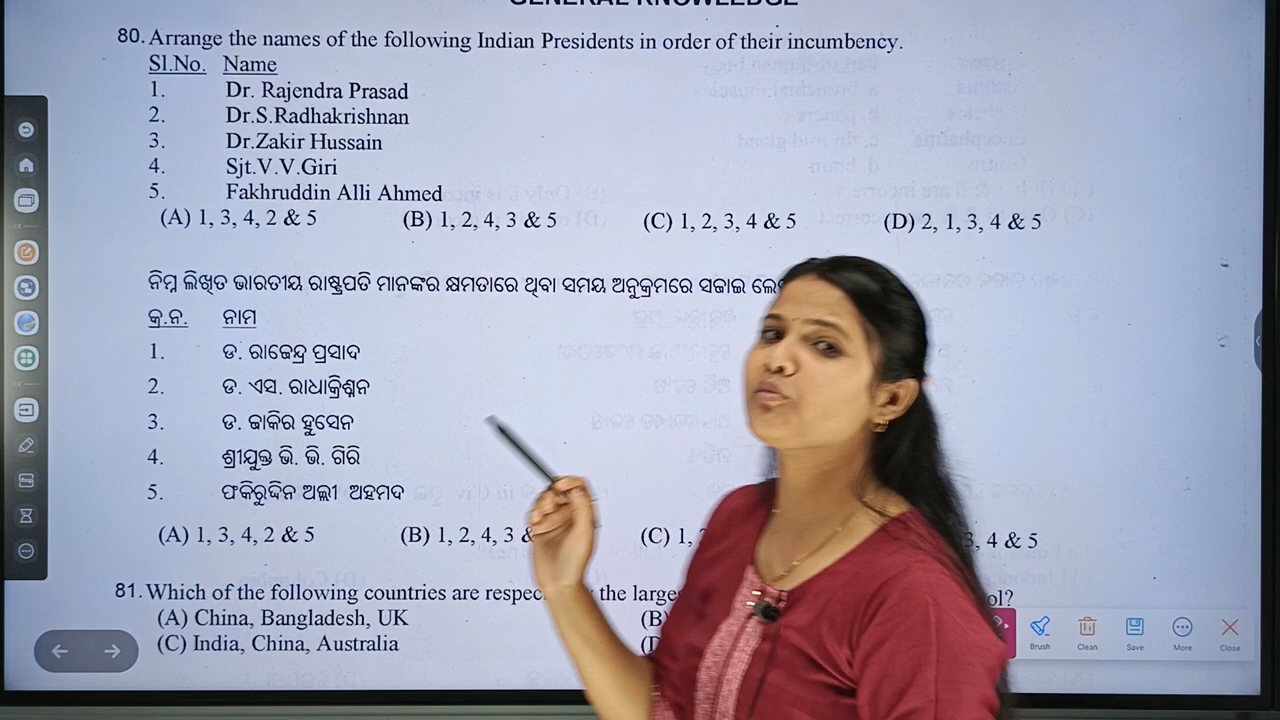 GENERAL KNOWLEDGE
80. Arrange the names of the following Indian Presidents in order of their incumbency.
Sl.No. Name
1. Dr. Rajendra Prasad
2. Dr.S.Radhakrishnan
3. Dr.Zakir Hussain
4. Sjt.V.V.Giri
5. Fakhruddin Alli Ahmed
(A) 1, 3, 4, 2 & 5 (B) 1, 2, 4, 3 & 5 (C) 1, 2, 3, 4 & 5 (D) 2, 1, 3, 4 & 5
ନିମ୍ନ ଲିଖିତ ଭାରତୀୟ ରାଷ୍ଟ୍ରପତି ମାନଙ୍କର କ୍ଷମତାରେ ଥିବା ସମୟ ଅନୁକ୍ରମରେ ସଜାଇ
କ୍ର.ନ. ନାମ
1. ଡ. ରାଜେନ୍ଦ୍ର ପ୍ରସାଦ
2. ଡ. ଏସ. ରାଧାକ୍ରିଶ୍ନନ
3. ଡ. ଜାକିର ହୁସେନ
4. ଶ୍ରୀଯୁକ୍ତ ଭି. ଭି. ଗିରି
5. ଫକିରୁଦ୍ଦିନ ଅଲ୍ଲୀ ଅହମଦ
(A) 1, 3, 4, 2 & 5 (B) 1, 2, 4, 3 & (C) 1, 3, 4 & 5
81. Which of the following countries are the
(A) China, Bangladesh, UK (B)
(C) India, China, Australia
Brush Clean Save More Close